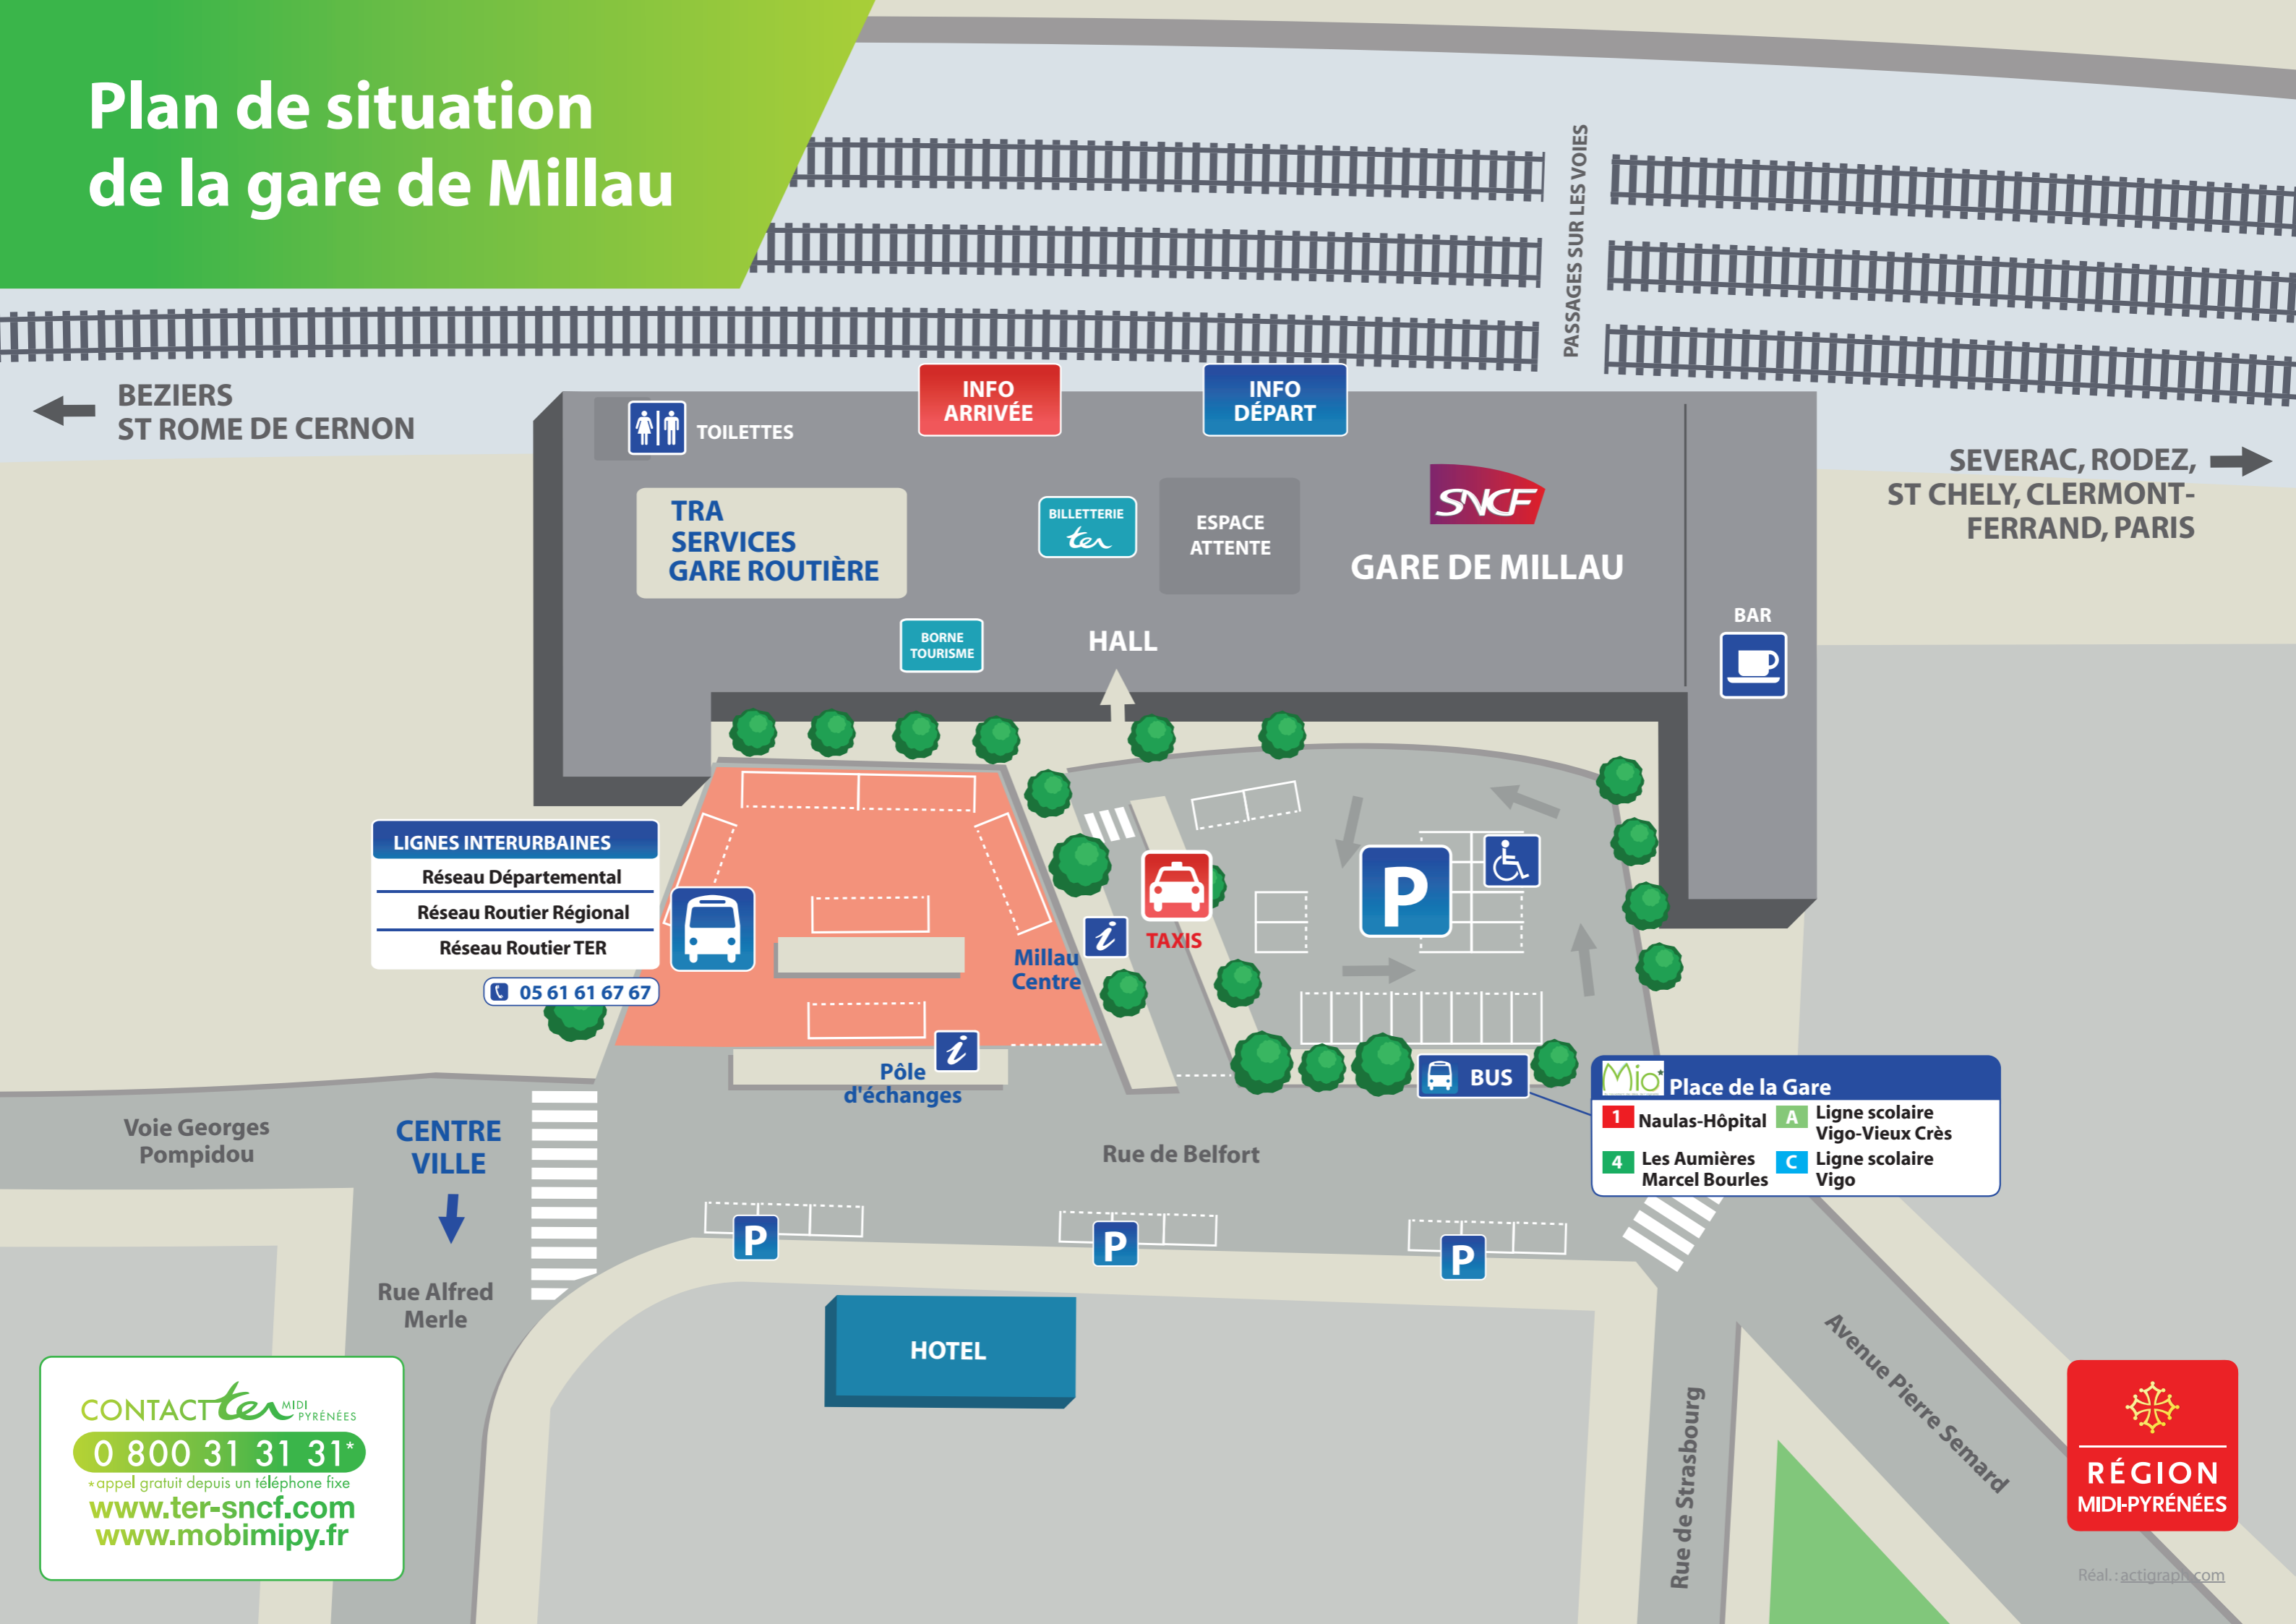 Plan de situation
de la gare de Millau
PASSAGES SUR LES VOIES
BEZIERS
ST ROME DE CERNON
INFO
ARRIVÉE
INFO
DÉPART
TOILETTES
SEVERAC, RODEZ,
ST CHELY, CLERMONT-
FERRAND, PARIS
TRA
SERVICES
GARE ROUTIÈRE
BILLETTERIE
ter
ESPACE
ATTENTE
SNCF
GARE DE MILLAU
BORNE
TOURISME
HALL
BAR
LIGNES INTERURBAINES
Réseau Départemental
Réseau Routier Régional
Réseau Routier TER
05 61 61 67 67
P
i
TAXIS
Millau
Centre
i
Pôle
d'échanges
BUS
Mio*
Place de la Gare
1 Naulas-Hôpital
A Ligne scolaire
Vigo-Vieux Crès
4 Les Aumières
Marcel Bourles
C Ligne scolaire
Vigo
Voie Georges
Pompidou
CENTRE
VILLE
Rue de Belfort
P
P
P
Rue Alfred
Merle
HOTEL
Rue de Strasbourg
Avenue Pierre Semard
CONTACT ter MIDI
PYRÉNÉES
0 800 31 31 31*
*appel gratuit depuis un téléphone fixe
www.ter-sncf.com
www.mobimipy.fr
RÉGION
MIDI-PYRÉNÉES
Réal. : actigraph.com